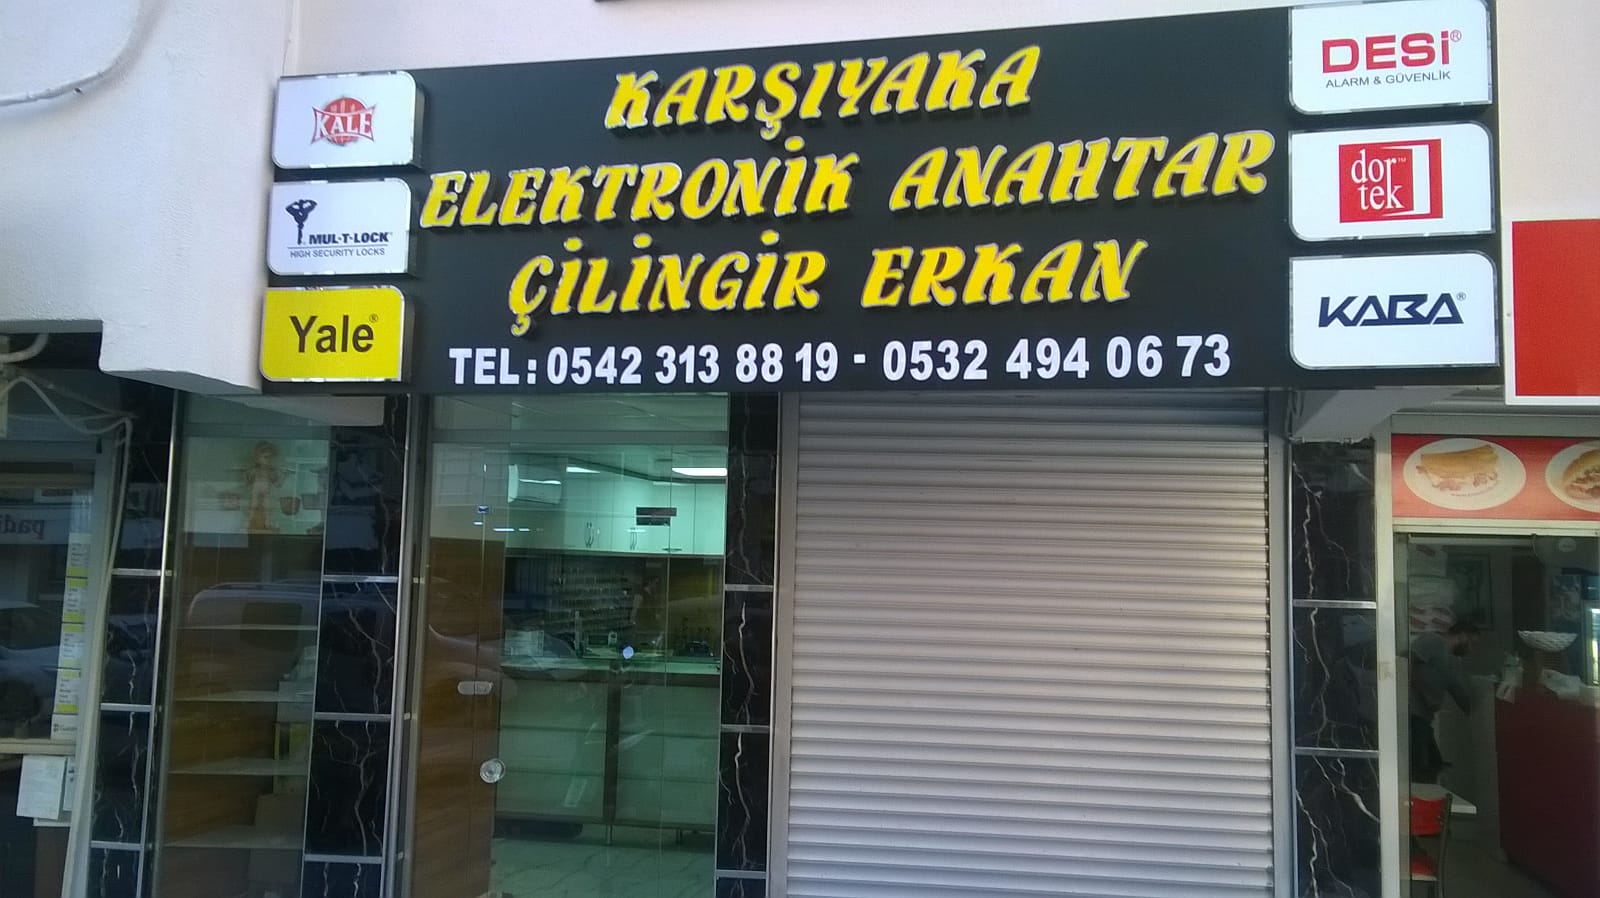 KALE
MUL-T-LOCK
HIGH SECURITY LOCKS
Yale®
KARŞIYAKA
ELEKTRONİK ANAHTAR
ÇİLİNGİR ERKAN
TEL: 0542 313 88 19 - 0532 494 06 73
DESi®
ALARM & GÜVENLİK
dor™
tek
KABA®